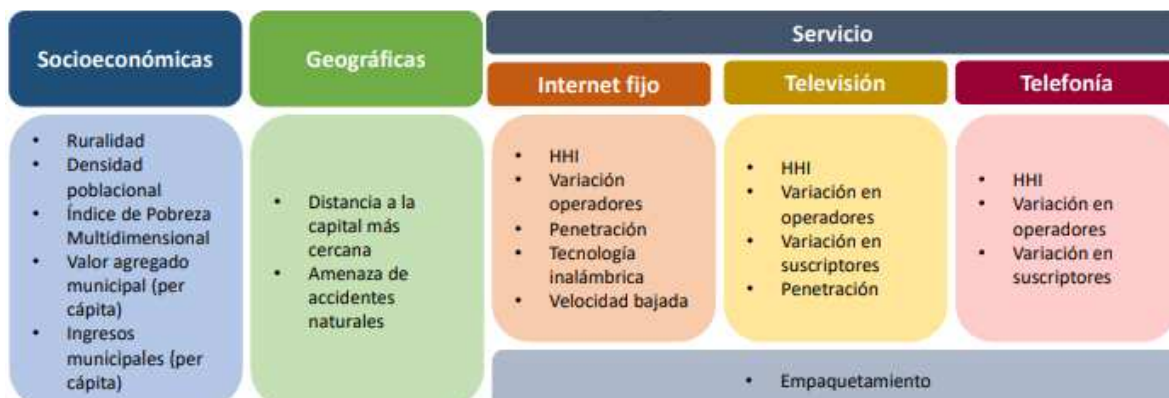 Socioeconómicas
• Ruralidad
• Densidad
poblacional
• Índice de Pobreza
Multidimensional
• Valor agregado
municipal (per
cápita)
• Ingresos
municipales (per
cápita)
Geográficas
• Distancia a la
capital más
cercana
• Amenaza de
accidentes
naturales
Servicio
Internet fijo
• HHI
• Variación
operadores
• Penetración
• Tecnología
inalámbrica
• Velocidad bajada
Televisión
• HHI
• Variación en
operadores
• Variación en
suscriptores
• Penetración
Telefonía
• HHI
• Variación en
operadores
• Variación en
suscriptores
• Empaquetamiento